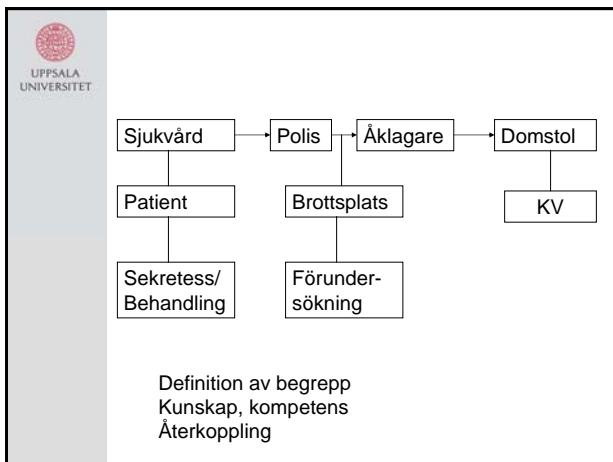 UPPSALA
UNIVERSITET
Sjukvård
Polis
Åklagare
Domstol
Patient
Brottsplats
KV
Sekretess/
Behandling
Förunder-
sökning
Definition av begrepp
Kunskap, kompetens
Återkoppling